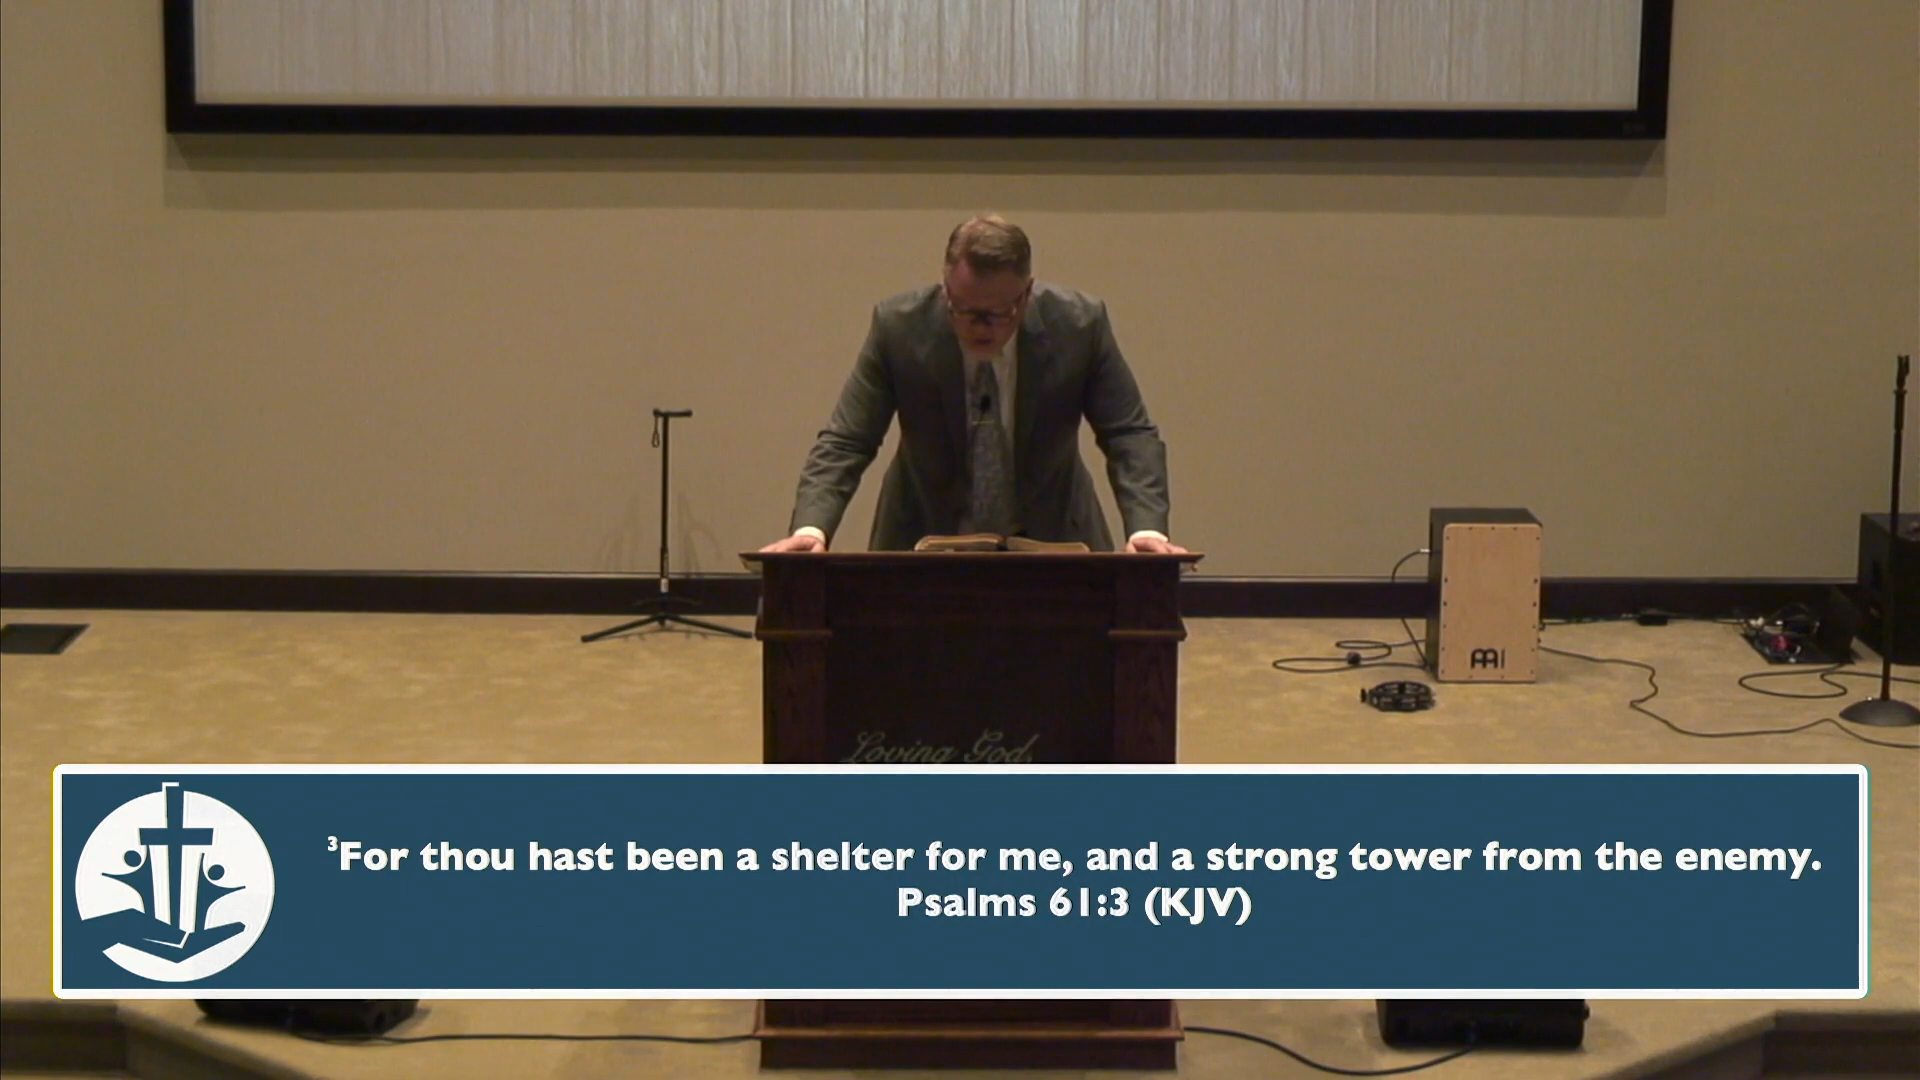 Loving God,
³For thou hast been a shelter for me, and a strong tower from the enemy.
Psalms 61:3 (KJV)